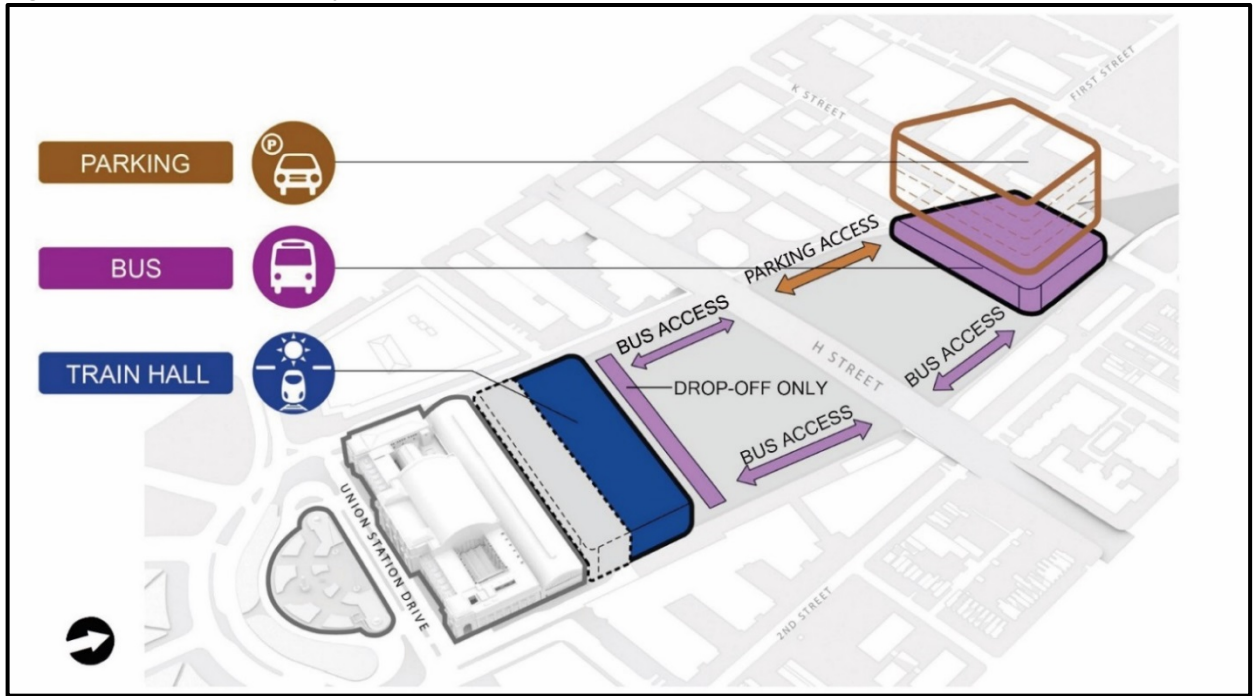 K STREET
FIRST STREET
P
PARKING
PARKING ACCESS
BUS
BUS ACCESS
BUS ACCESS
TRAIN HALL
H STREET
DROP-OFF ONLY
BUS ACCESS
UNION STATION DRIVE
2ND STREET